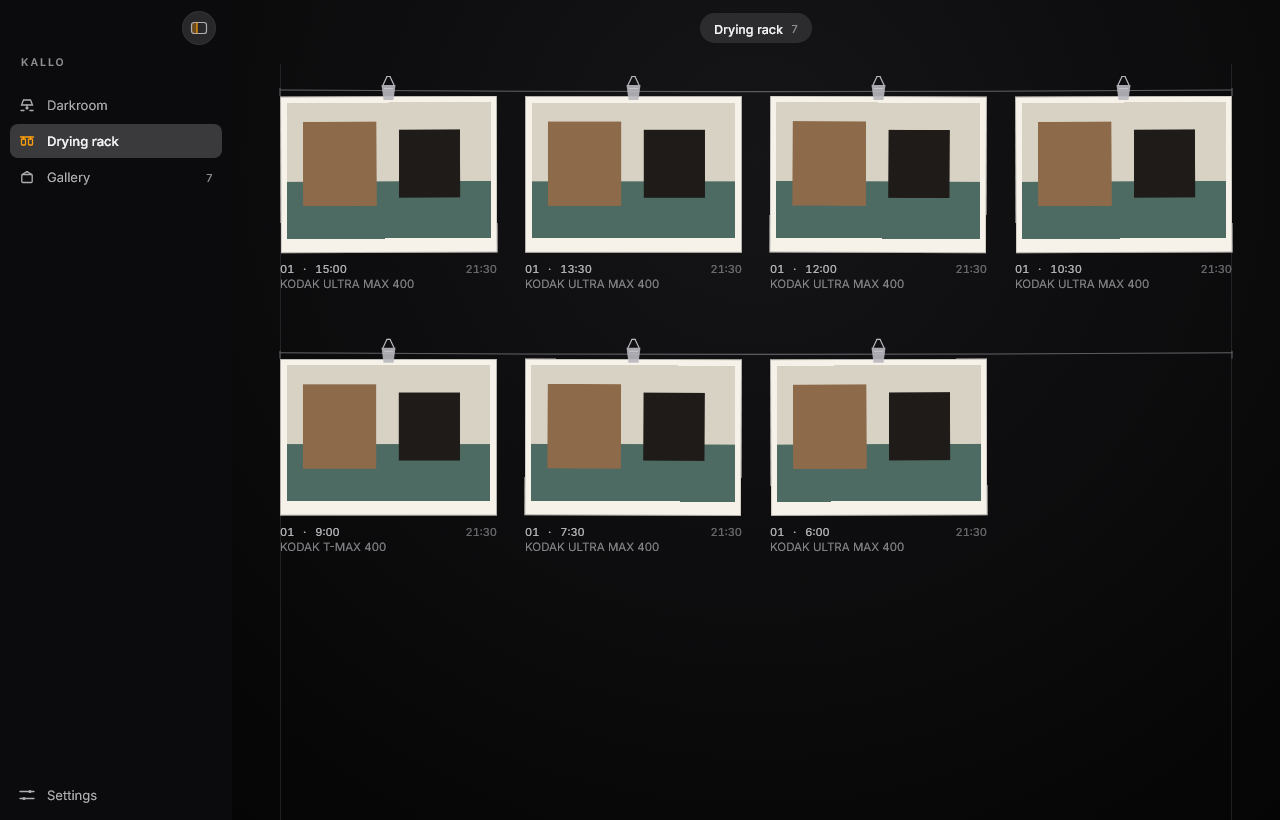 Drying rack 7
KALLO
Darkroom
Drying rack
Gallery 7
Settings
01 · 15:00 21:30
KODAK ULTRA MAX 400
01 · 13:30 21:30
KODAK ULTRA MAX 400
01 · 12:00 21:30
KODAK ULTRA MAX 400
01 · 10:30 21:30
KODAK ULTRA MAX 400
01 · 9:00 21:30
KODAK T-MAX 400
01 · 7:30 21:30
KODAK ULTRA MAX 400
01 · 6:00 21:30
KODAK ULTRA MAX 400